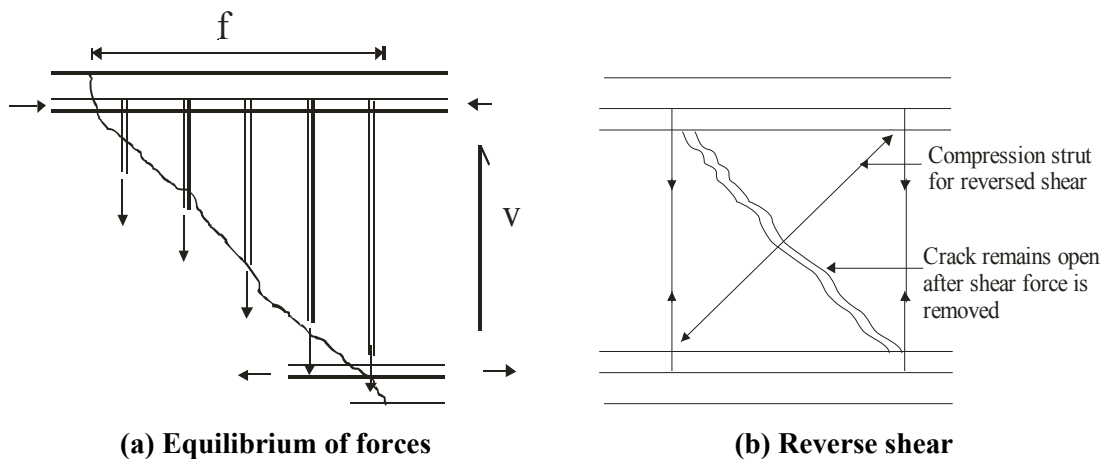 f
V
(a) Equilibrium of forces
Compression strut
for reversed shear
Crack remains open
after shear force is
removed
(b) Reverse shear